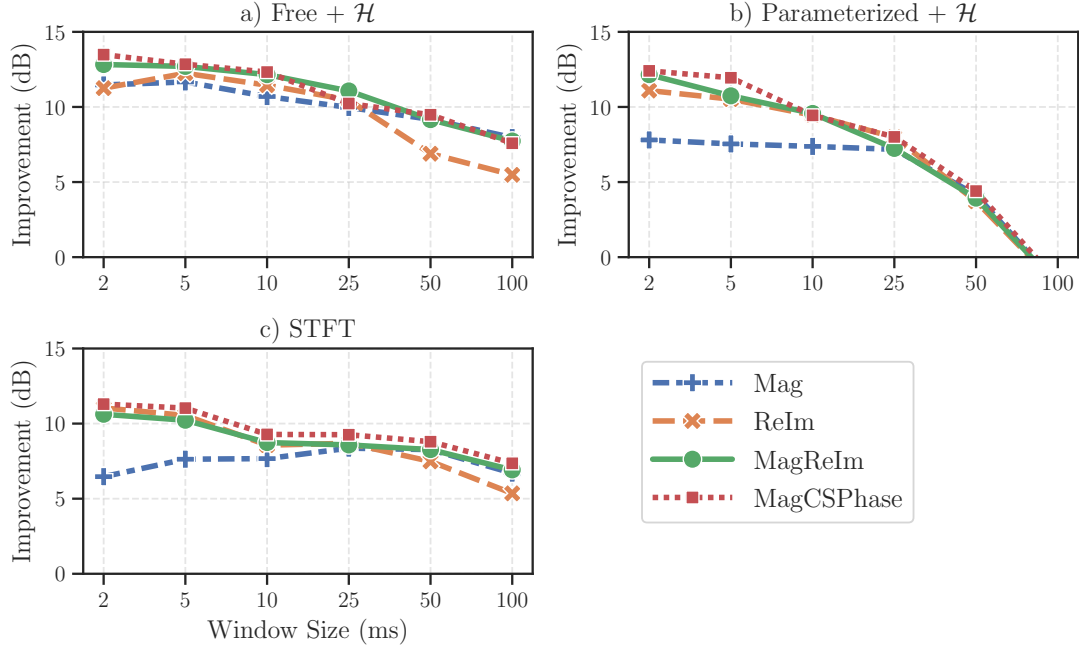 a) Free + ℋ
Improvement (dB)
15
10
5
0
2 5 10 25 50 100
b) Parameterized + ℋ
Improvement (dB)
15
10
5
0
2 5 10 25 50 100
c) STFT
Improvement (dB)
15
10
5
0
2 5 10 25 50 100
Window Size (ms)
Mag
ReIm
MagReIm
MagCSPhase